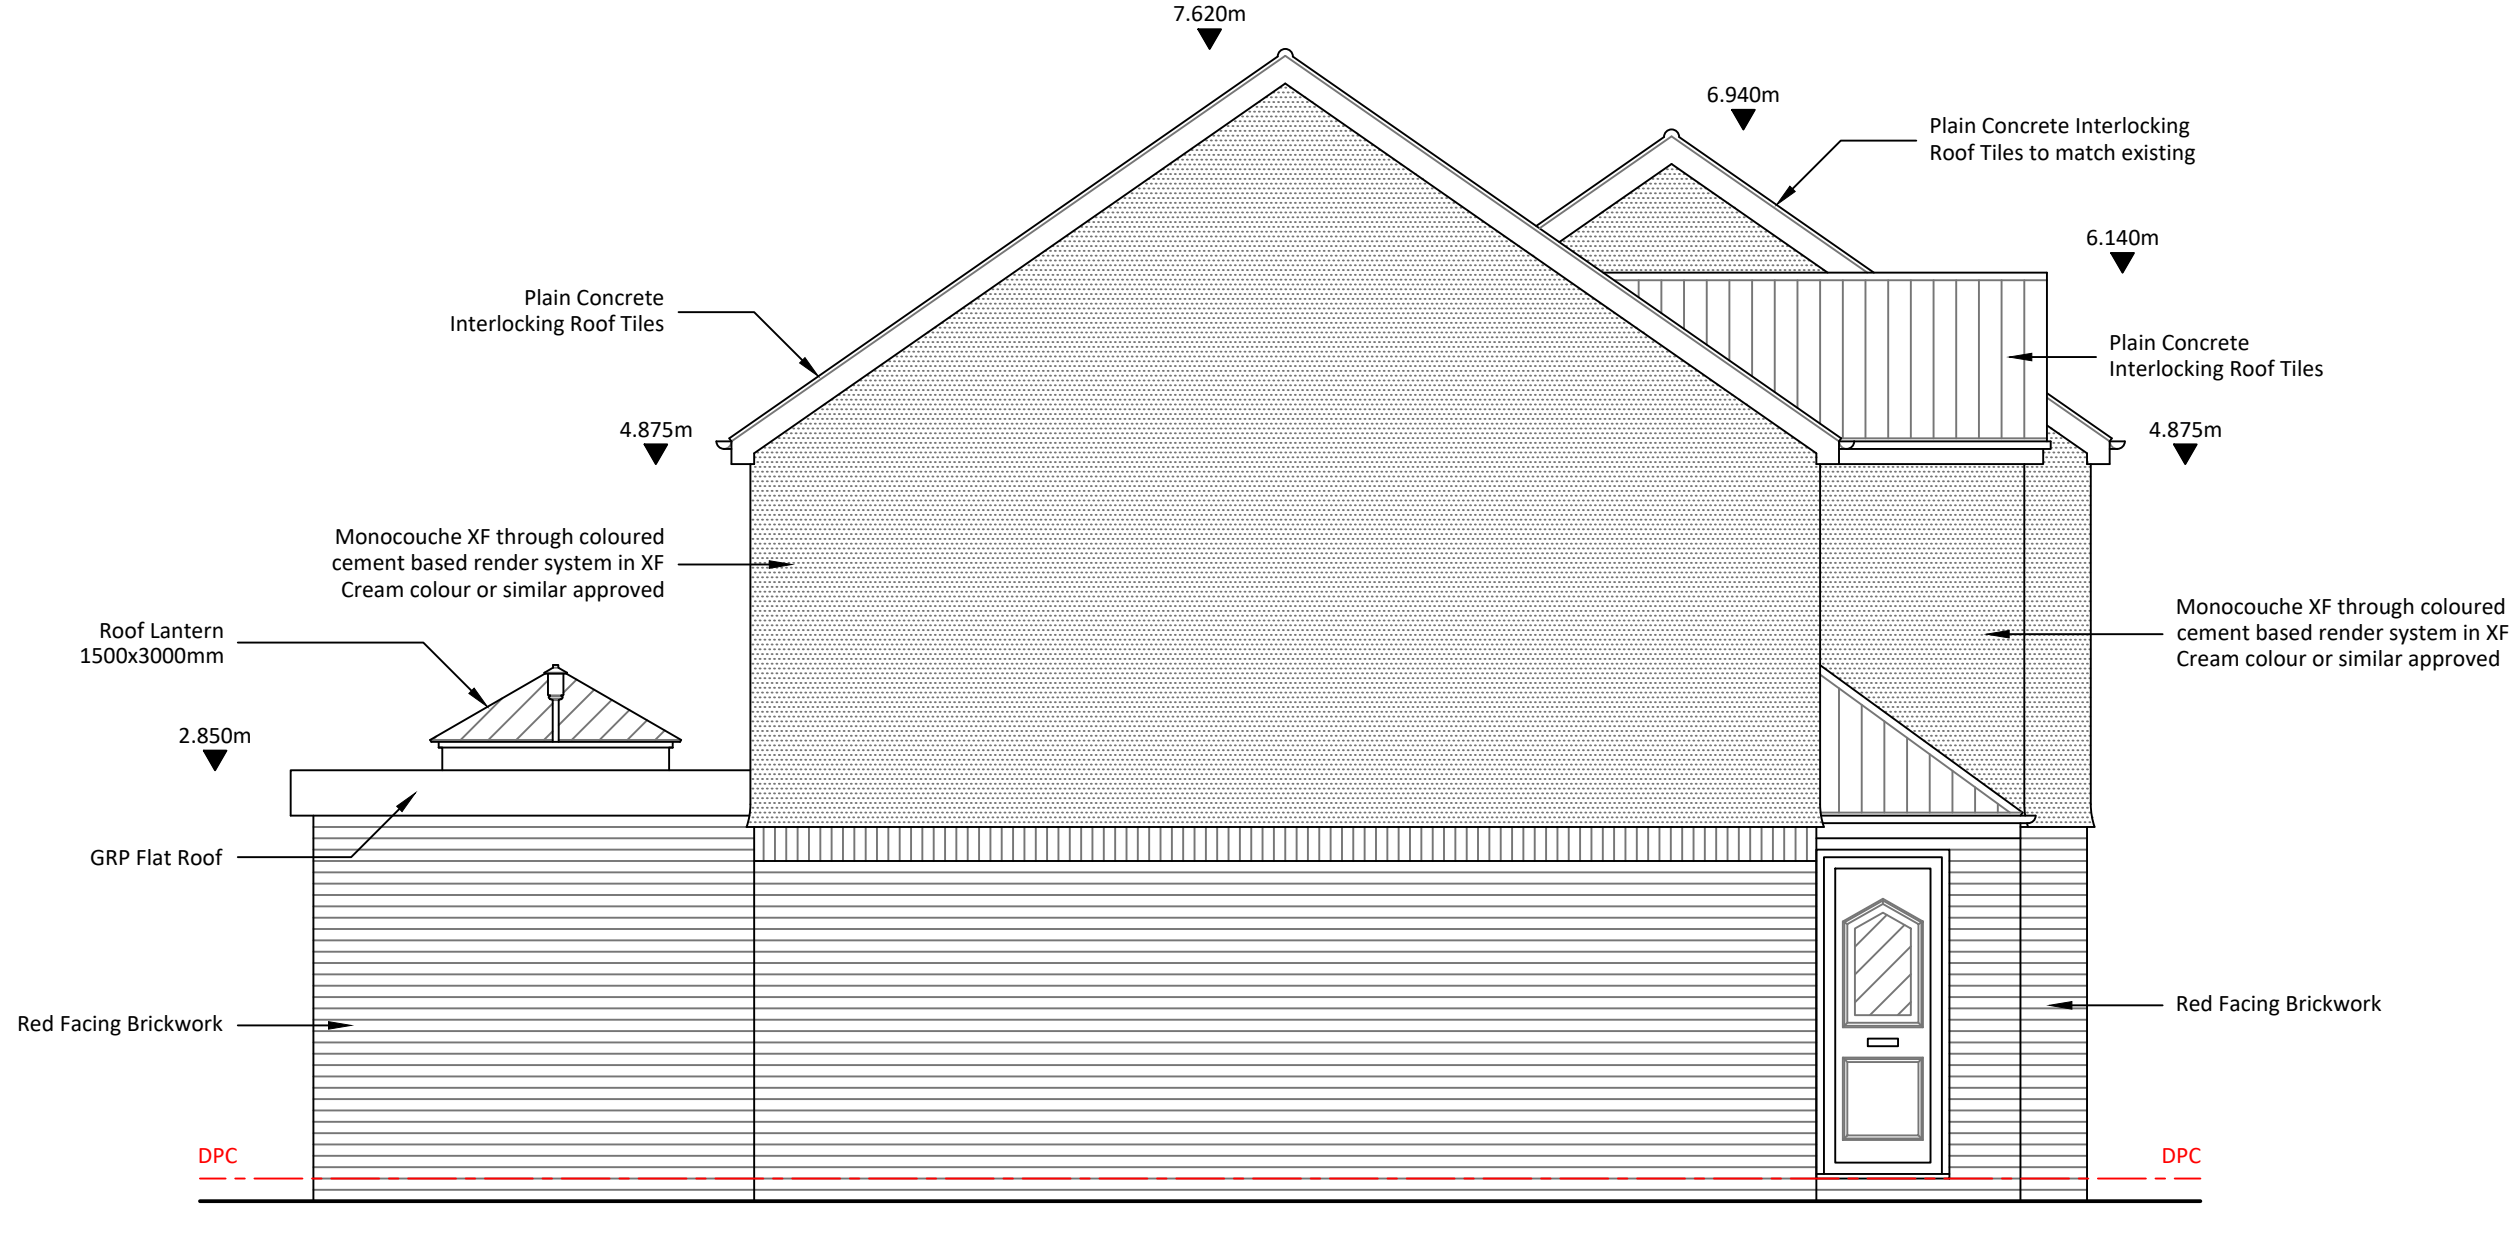 7.620m
6.940m
Plain Concrete Interlocking
Roof Tiles to match existing
6.140m
Plain Concrete
Interlocking Roof Tiles
Plain Concrete
Interlocking Roof Tiles
4.875m
4.875m
Monocouche XF through coloured
cement based render system in XF
Cream colour or similar approved
Monocouche XF through coloured
cement based render system in XF
Cream colour or similar approved
Roof Lantern
1500x3000mm
2.850m
GRP Flat Roof
Red Facing Brickwork
Red Facing Brickwork
DPC
DPC